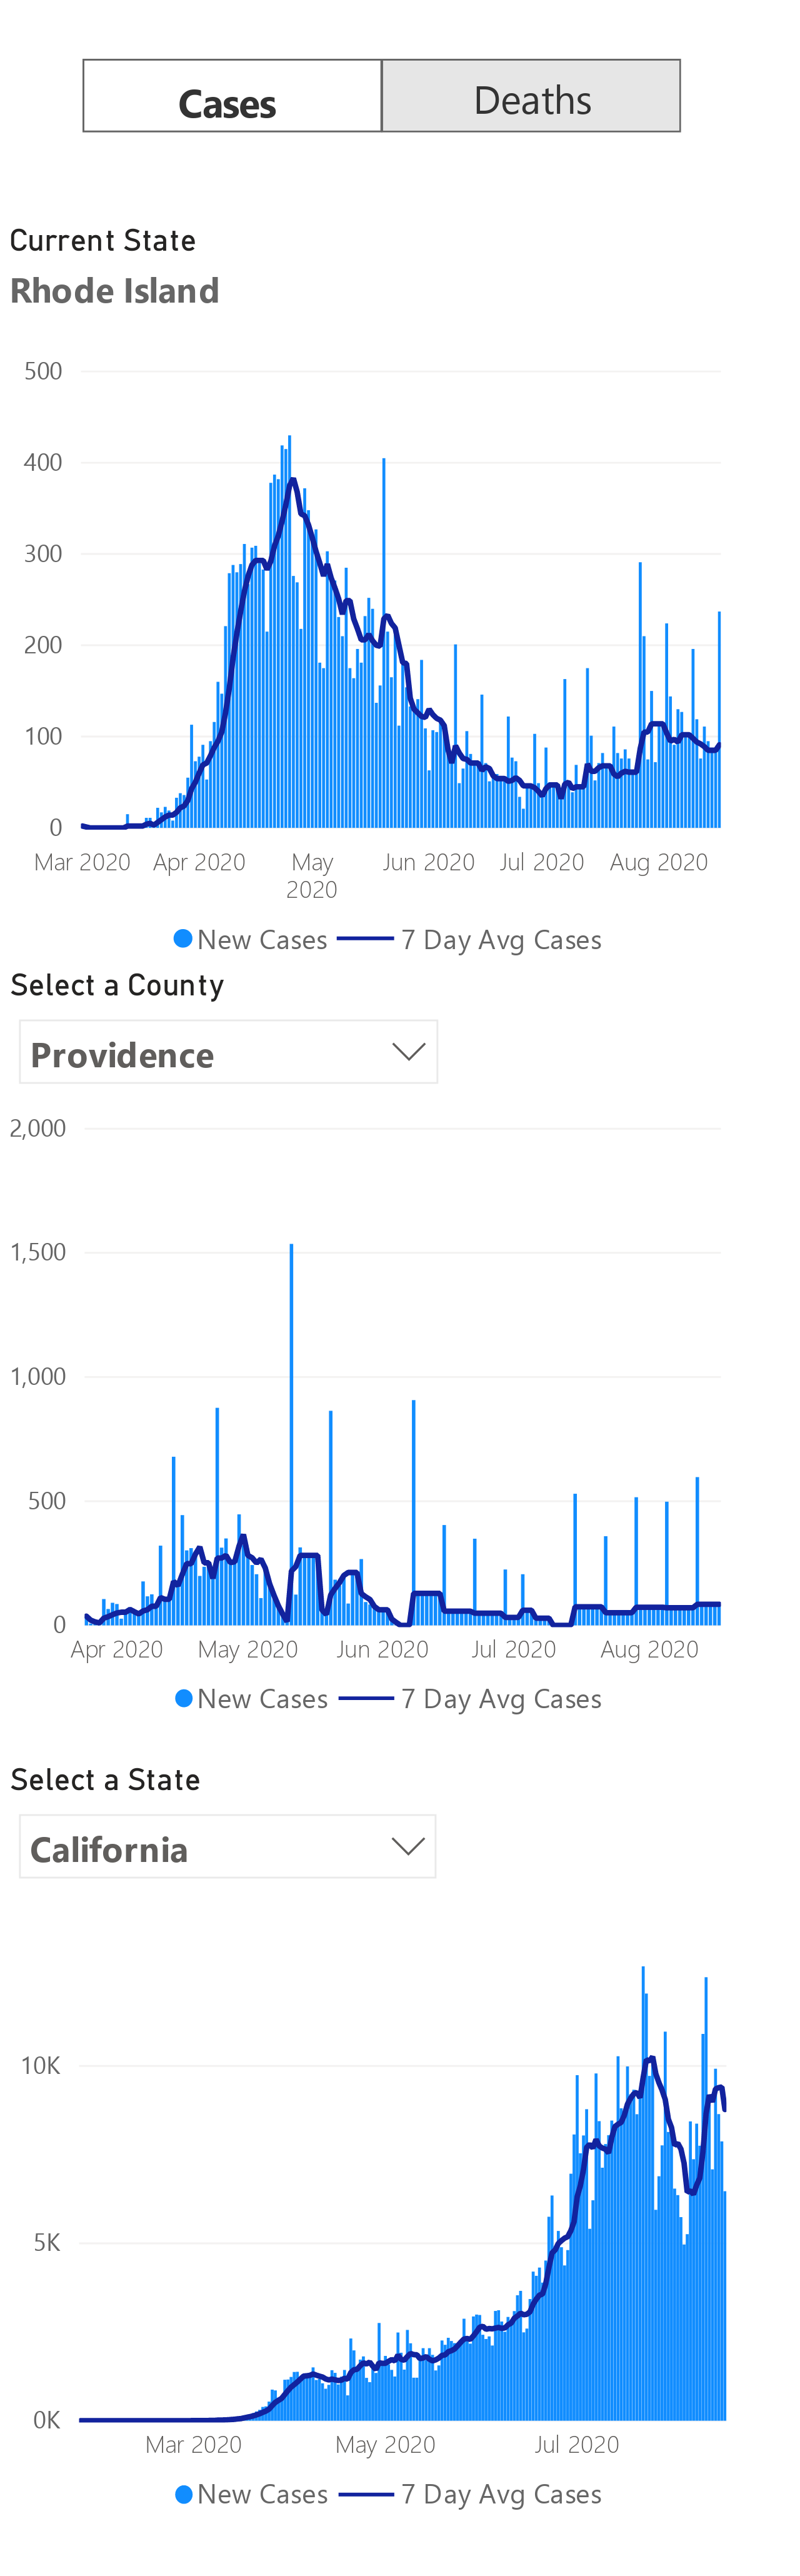 Cases
Deaths
Current State
Rhode Island
500
400
300
200
100
0
Mar 2020 Apr 2020 May 2020 Jun 2020 Jul 2020 Aug 2020
New Cases 7 Day Avg Cases
Select a County
Providence
2,000
1,500
1,000
500
0
Apr 2020 May 2020 Jun 2020 Jul 2020 Aug 2020
New Cases 7 Day Avg Cases
Select a State
California
10K
5K
0K
Mar 2020 May 2020 Jul 2020
New Cases 7 Day Avg Cases